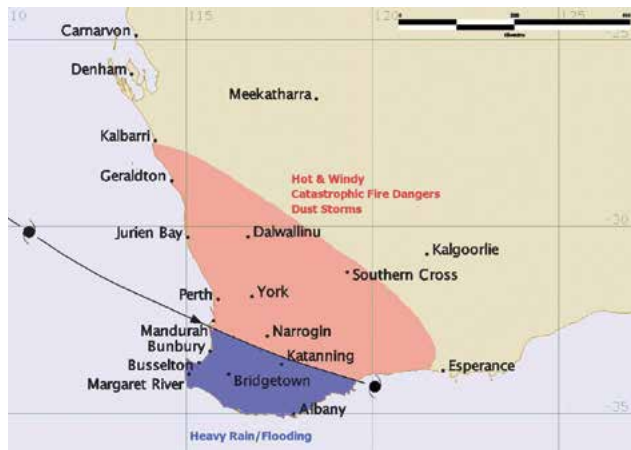 115
120
125
-25
Carnarvon
Denham
Meekatharra
Kalbarri
Geraldton
Hot & Windy
Catastrophic Fire Dangers
Dust Storms
-30
Jurien Bay
Dalwallinu
Kalgoorlie
Southern Cross
Perth
York
Mandurah
Narrogin
Bunbury
Katanning
Busselton
Esperance
Margaret River
Bridgetown
Albany
-35
Heavy Rain/Flooding